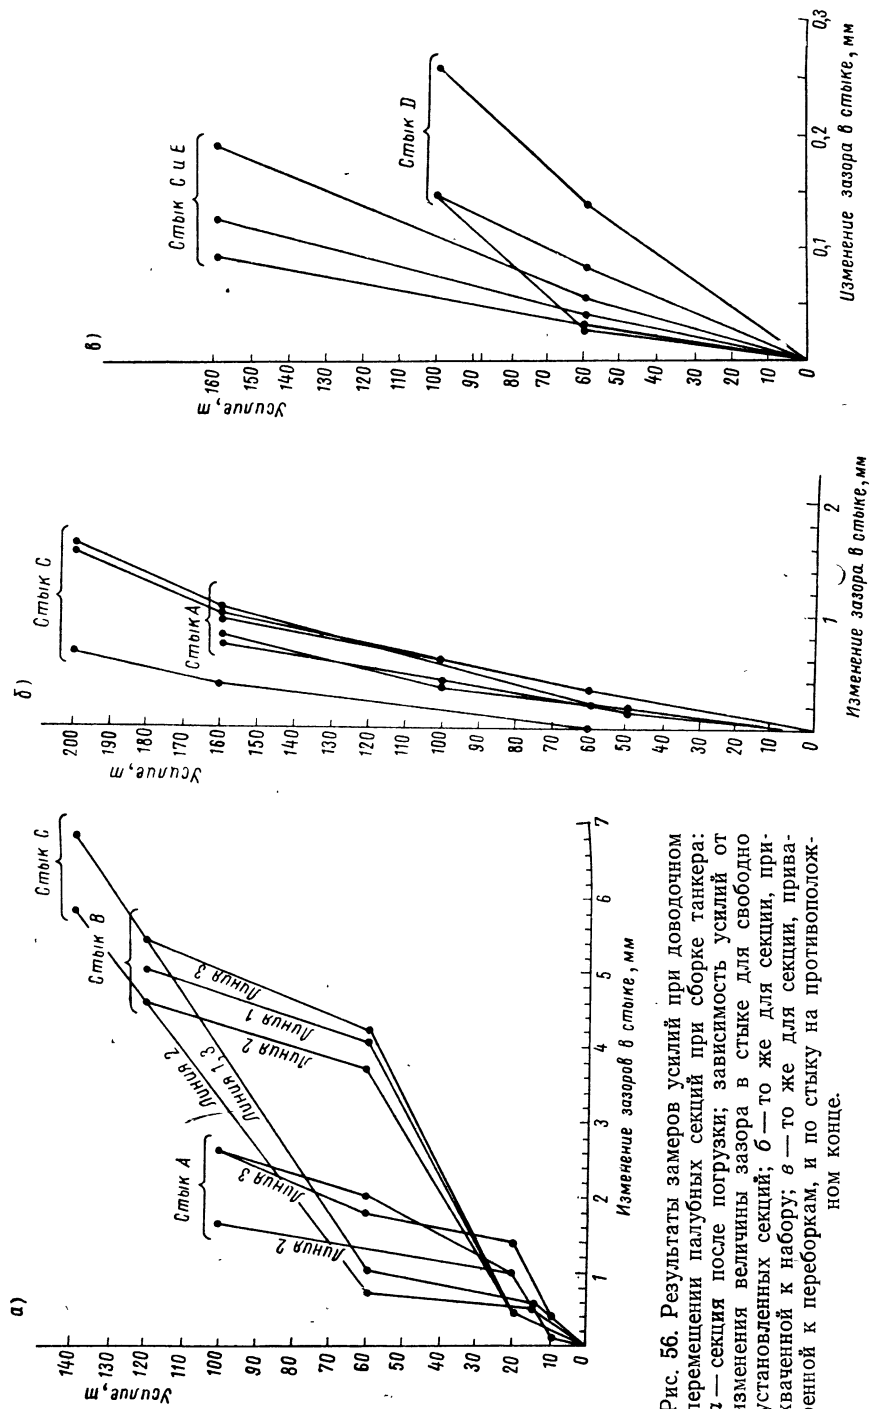 а)
Усилие, т
140
120
110
100
80
60
40
20
0
1
2
3
4
5
6
7
Изменение зазоров в стыке, мм
Стык A
Стык B
Стык C
Линия 2
Линия 3
Линия 2
Линия 1,3
Линия 2
Линия 1
Линия 3
б)
Усилие, т
200
190
180
170
160
150
140
130
120
110
100
90
80
70
60
50
40
30
20
10
0
1
2
Изменение зазора в стыке, мм
Стык C
Стык A
в)
Усилие, т
160
150
140
130
120
110
100
90
80
70
60
50
40
30
20
10
0
0,1
0,2
0,3
Изменение зазора в стыке, мм
Стык C и E
Стык D
Рис. 56. Результаты замеров усилий при доводочном
перемещении палубных секций при сборке танкера:
а — секция после погрузки; зависимость усилий от
изменения величины зазора в стыке для свободно
установленных секций; б — то же для секции, при-
хваченной к набору; в — то же для секции, прива-
ренной к переборкам, и по стыку на противополож-
ном конце.